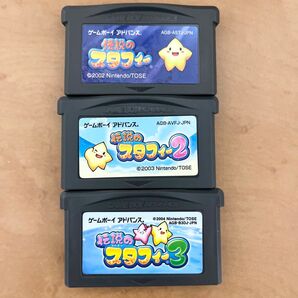 ゲームボーイ アドバンス
AGB-ASTJ-JPN
伝説の
スタフィー
©2002 Nintendo/TOSE
ゲームボーイ アドバンス
AGB-AVFJ-JPN
伝説の
スタフィー2
©2003 Nintendo/TOSE
ゲームボーイ アドバンス
©2004 Nintendo/TOSE
AGB-B3DJ-JPN
伝説の
スタフィー3